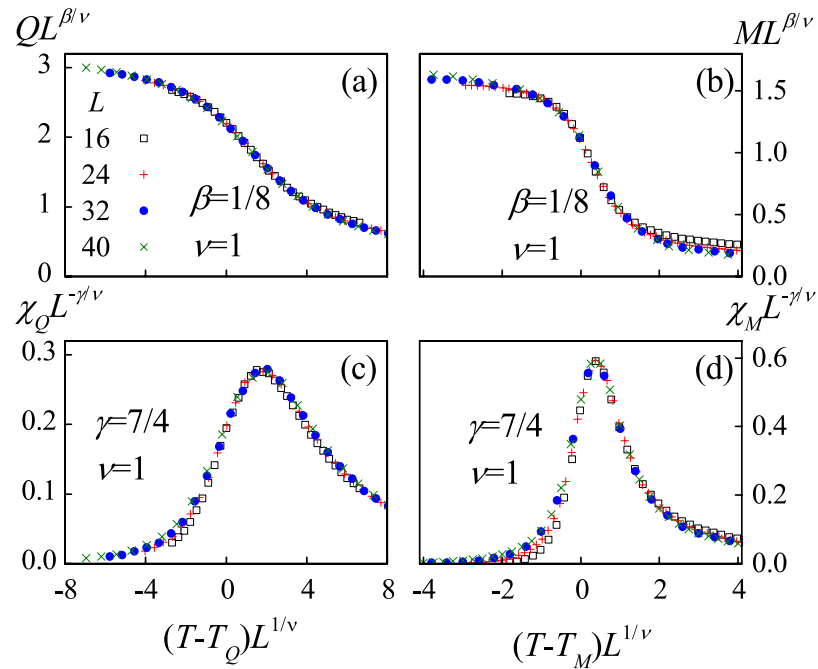 QL^{β/ν} ML^{β/ν}
3 (a) (b) 1.5
L
16
2 1.0
24
32 β=1/8 β=1/8
1 0.5
40 ν=1 ν=1
0 0.0
χ_Q L^{-γ/ν} χ_M L^{-γ/ν}
0.3 (c) (d) 0.6
0.2 γ=7/4 γ=7/4 0.4
ν=1 ν=1
0.1 0.2
0.0 0.0
-8 -4 0 4 8 -4 -2 0 2 4
(T-T_Q)L^{1/ν} (T-T_M)L^{1/ν}